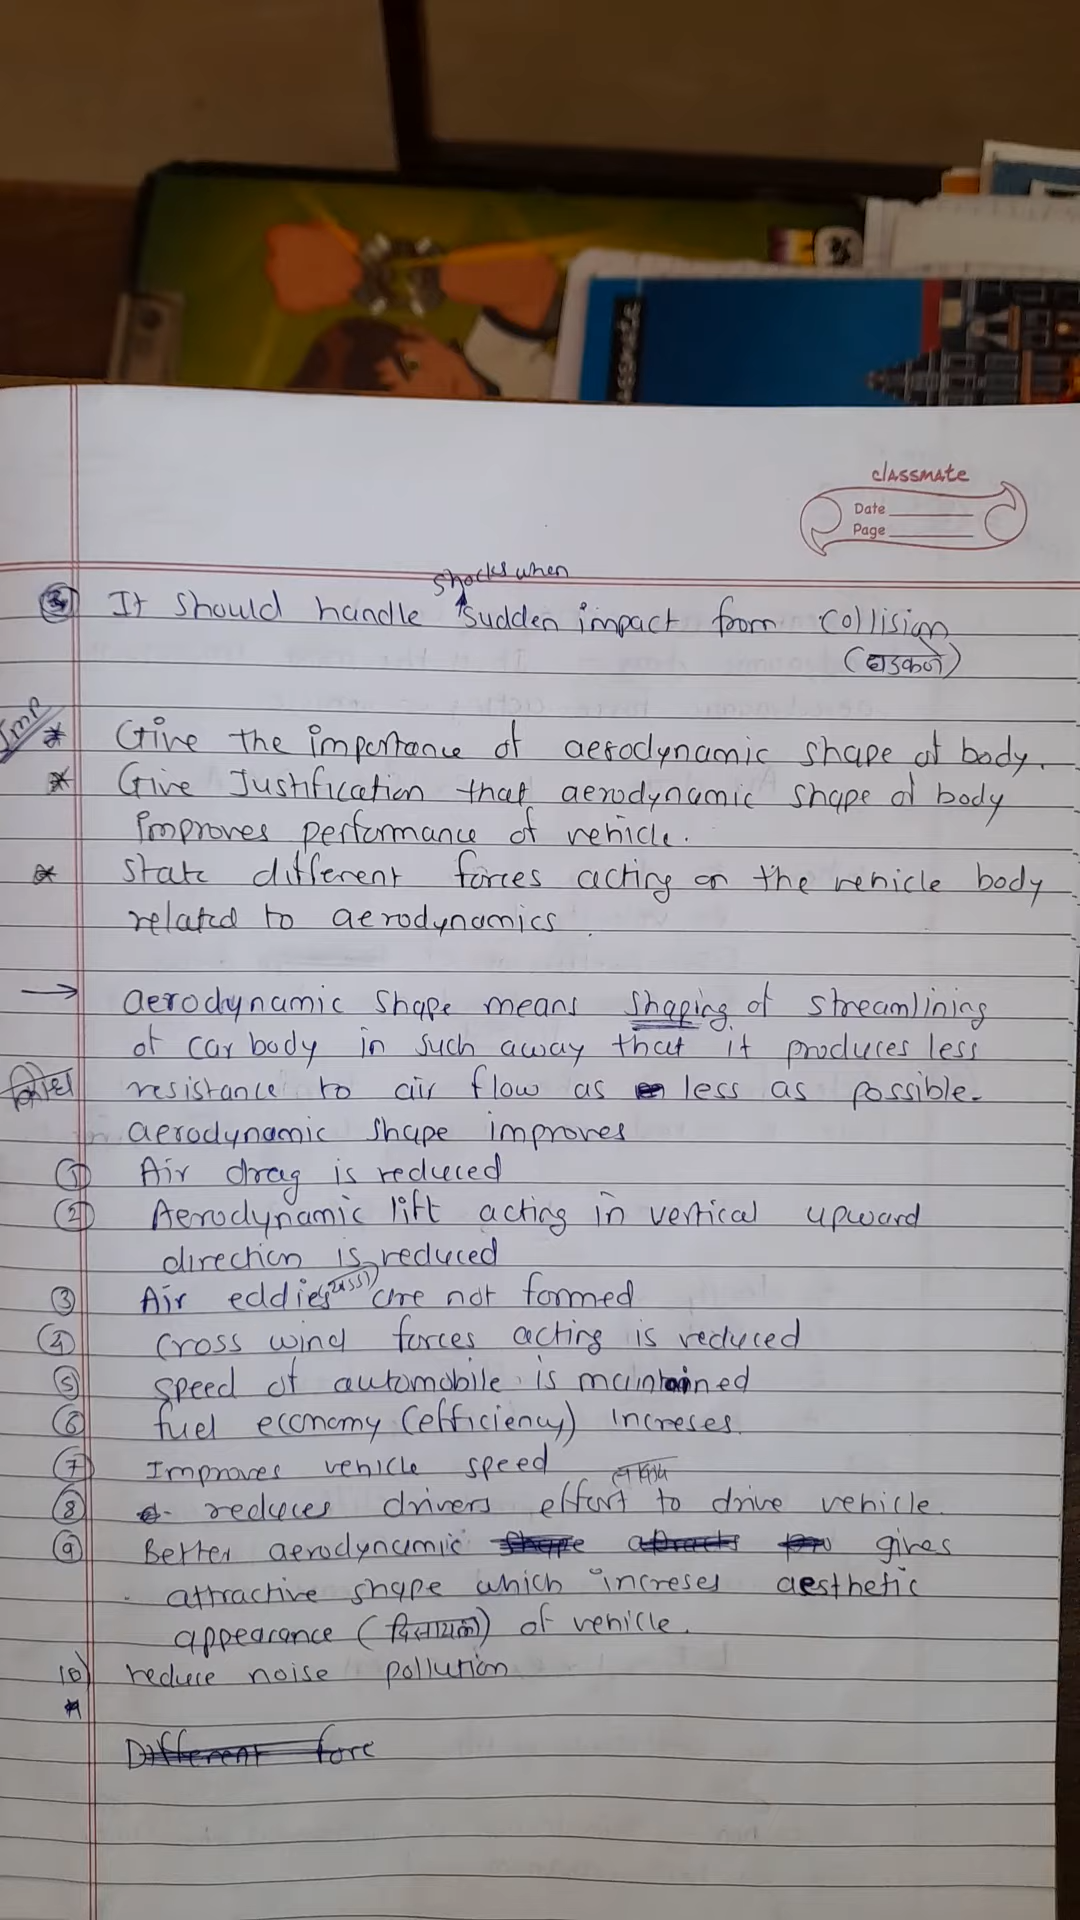 classmate
Date
Page
shocks when
③ It should handle sudden impact from collision
(धडकणे)
Imp
* Give the importance of aerodynamic shape of body.
* Give Justification that aerodynamic shape of body
improves performance of vehicle.
* State different forces acting on the vehicle body
related to aerodynamics.
→ aerodynamic shape means shaping of streamlining
of car body in such away that it produces less
resistance to air flow as less as possible.
aerodynamic shape improves
① Air drag is reduced
② Aerodynamic lift acting in vertical upward
direction is reduced
③ Air eddies are not formed
④ Cross wind forces acting is reduced
⑤ speed of automobile is maintained
⑥ fuel economy (efficiency) increses.
⑦ Improves vehicle speed
⑧ reduces drivers effort to drive vehicle.
⑨ Better aerodynamic gives
attractive shape which increses aesthetic
appearance of vehicle.
10) reduce noise pollution
*
Different forc